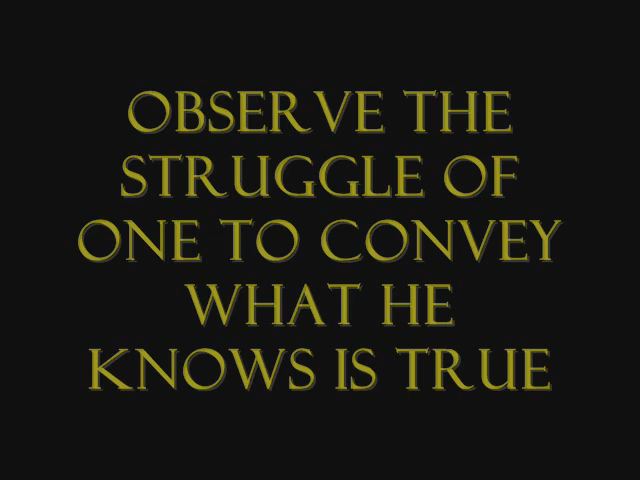 OBSERVE THE
STRUGGLE OF
ONE TO CONVEY
WHAT HE
KNOWS IS TRUE